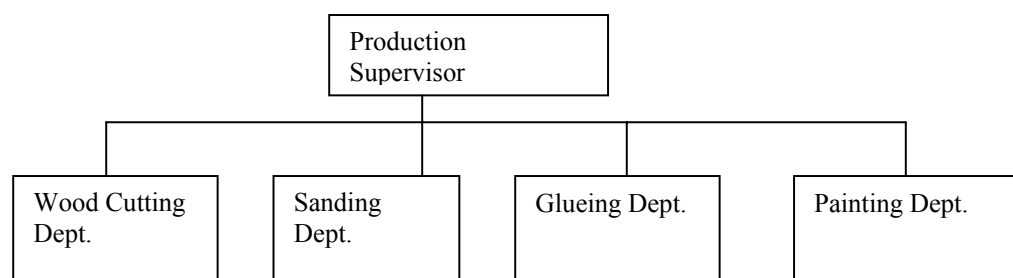 Production
Supervisor
Wood Cutting
Dept.
Sanding
Dept.
Glueing Dept.
Painting Dept.